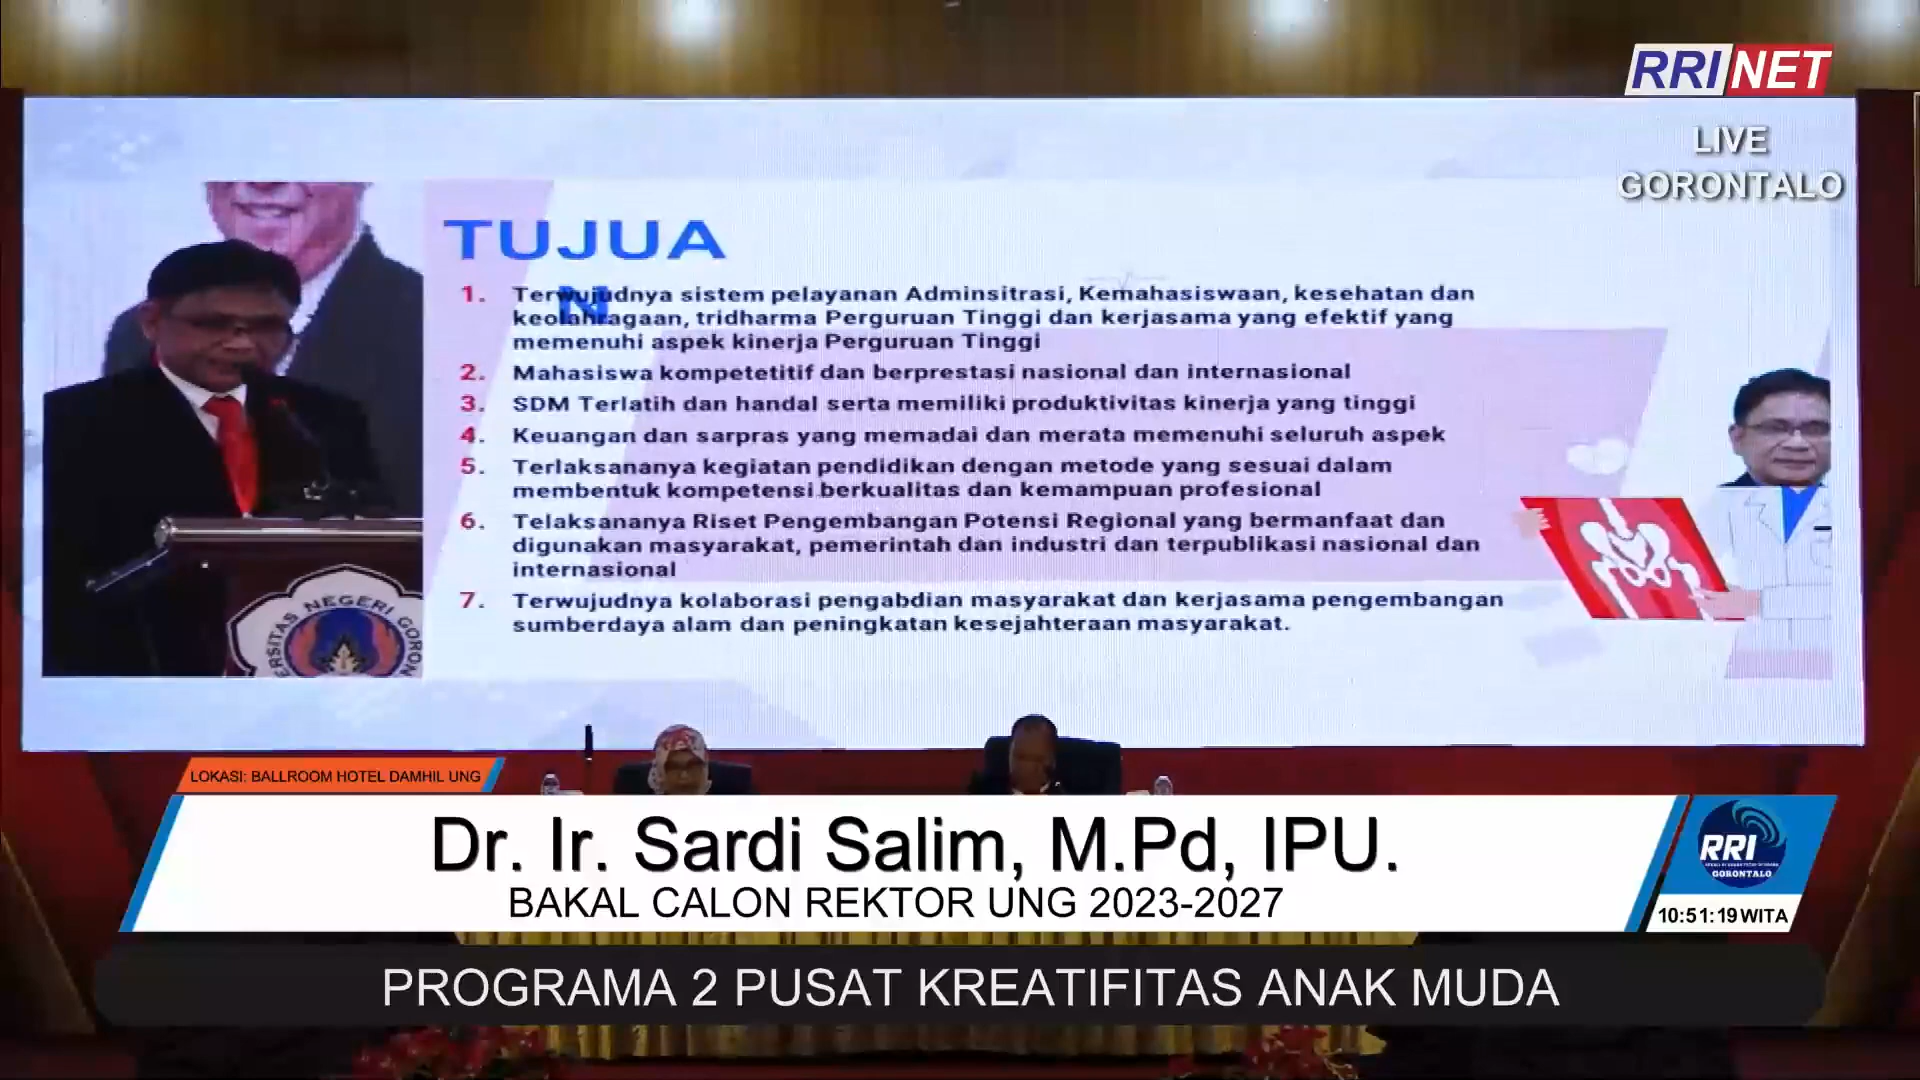 RRI NET
LIVE
GORONTALO
TUJUA
N
1. Terwujudnya sistem pelayanan Adminsitrasi, Kemahasiswaan, kesehatan dan
keolahragaan, tridharma Perguruan Tinggi dan kerjasama yang efektif yang
memenuhi aspek kinerja Perguruan Tinggi
2. Mahasiswa kompetetitif dan berprestasi nasional dan internasional
3. SDM Terlatih dan handal serta memiliki produktivitas kinerja yang tinggi
4. Keuangan dan sarpras yang memadai dan merata memenuhi seluruh aspek
5. Terlaksananya kegiatan pendidikan dengan metode yang sesuai dalam
membentuk kompetensi berkualitas dan kemampuan profesional
6. Telaksananya Riset Pengembangan Potensi Regional yang bermanfaat dan
digunakan masyarakat, pemerintah dan industri dan terpublikasi nasional dan
internasional
7. Terwujudnya kolaborasi pengabdian masyarakat dan kerjasama pengembangan
sumberdaya alam dan peningkatan kesejahteraan masyarakat.
ERSITAS NEGERI GORON
LOKASI: BALLROOM HOTEL DAMHIL UNG
Dr. Ir. Sardi Salim, M.Pd, IPU.
BAKAL CALON REKTOR UNG 2023-2027
RRI
GORONTALO
10:51:19 WITA
PROGRAMA 2 PUSAT KREATIFITAS ANAK MUDA